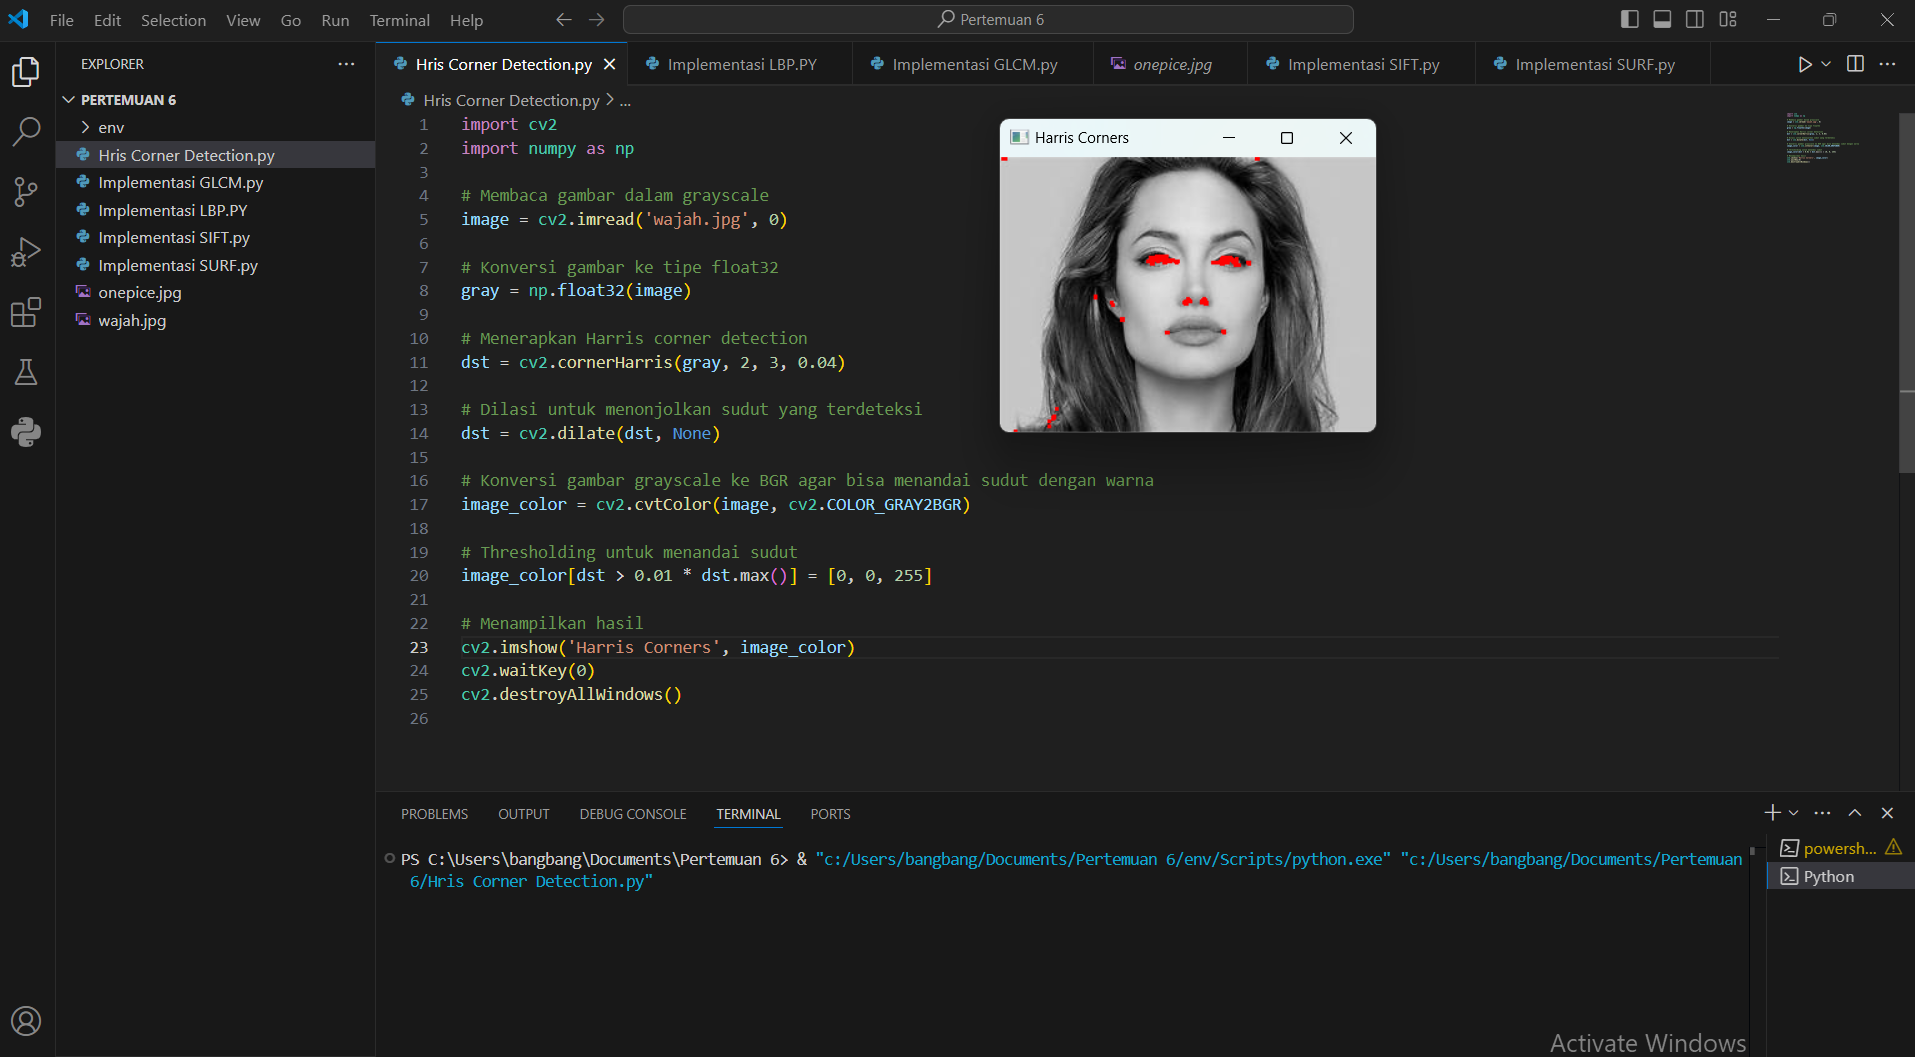 File Edit Selection View Go Run Terminal Help
Pertemuan 6
EXPLORER
PERTEMUAN 6
env
Hris Corner Detection.py
Implementasi GLCM.py
Implementasi LBP.PY
Implementasi SIFT.py
Implementasi SURF.py
onepice.jpg
wajah.jpg
Hris Corner Detection.py Implementasi LBP.PY Implementasi GLCM.py onepice.jpg Implementasi SIFT.py Implementasi SURF.py
Hris Corner Detection.py > ...
1 import cv2
2 import numpy as np
3
4 # Membaca gambar dalam grayscale
5 image = cv2.imread('wajah.jpg', 0)
6
7 # Konversi gambar ke tipe float32
8 gray = np.float32(image)
9
10 # Menerapkan Harris corner detection
11 dst = cv2.cornerHarris(gray, 2, 3, 0.04)
12
13 # Dilasi untuk menonjolkan sudut yang terdeteksi
14 dst = cv2.dilate(dst, None)
15
16 # Konversi gambar grayscale ke BGR agar bisa menandai sudut dengan warna
17 image_color = cv2.cvtColor(image, cv2.COLOR_GRAY2BGR)
18
19 # Thresholding untuk menandai sudut
20 image_color[dst > 0.01 * dst.max()] = [0, 0, 255]
21
22 # Menampilkan hasil
23 cv2.imshow('Harris Corners', image_color)
24 cv2.waitKey(0)
25 cv2.destroyAllWindows()
26
Harris Corners
PROBLEMS OUTPUT DEBUG CONSOLE TERMINAL PORTS
PS C:\Users\bangbang\Documents\Pertemuan 6> & "c:/Users/bangbang/Documents/Pertemuan 6/env/Scripts/python.exe" "c:/Users/bangbang/Documents/Pertemuan
6/Hris Corner Detection.py"
powersh...
Python
Activate Windows